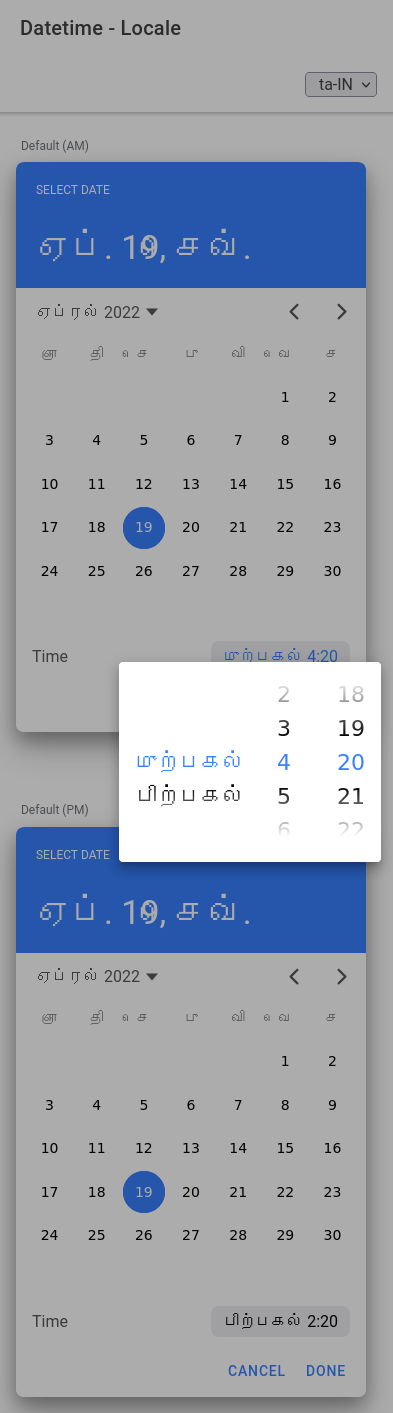 Datetime - Locale
ta-IN
Default (AM)
SELECT DATE
ஏப். 19, செவ்.
ஏப்ரல் 2022
ஞா தி செ பு வி வெ ச
1 2
3 4 5 6 7 8 9
10 11 12 13 14 15 16
17 18 19 20 21 22 23
24 25 26 27 28 29 30
Time முற்பகல் 4:20
2 18
3 19
முற்பகல் 4 20
பிற்பகல் 5 21
6 22
Default (PM)
SELECT DATE
ஏப். 19, செவ்.
ஏப்ரல் 2022
ஞா தி செ பு வி வெ ச
1 2
3 4 5 6 7 8 9
10 11 12 13 14 15 16
17 18 19 20 21 22 23
24 25 26 27 28 29 30
Time பிற்பகல் 2:20
CANCEL DONE